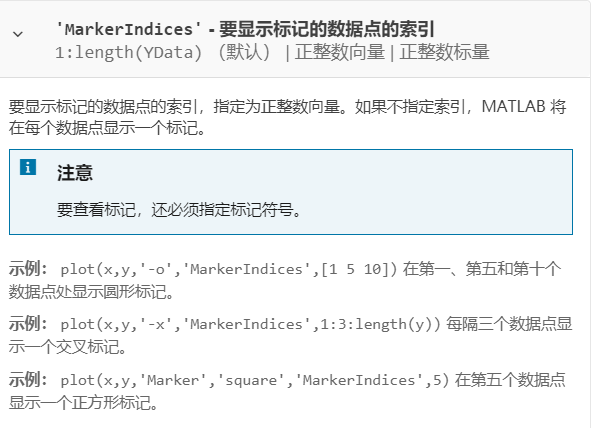 'MarkerIndices' - 要显示标记的数据点的索引
1:length(YData) （默认） | 正整数向量 | 正整数标量
要显示标记的数据点的索引，指定为正整数向量。如果不指定索引，MATLAB 将
在每个数据点显示一个标记。
注意
要查看标记，还必须指定标记符号。
示例： plot(x,y,'-o','MarkerIndices',[1 5 10]) 在第一、第五和第十个
数据点处显示圆形标记。
示例： plot(x,y,'-x','MarkerIndices',1:3:length(y)) 每隔三个数据点显
示一个交叉标记。
示例： plot(x,y,'Marker','square','MarkerIndices',5) 在第五个数据点
显示一个正方形标记。